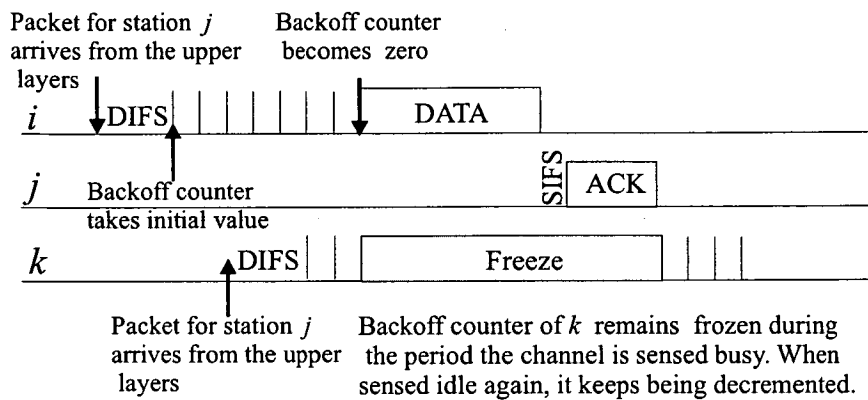 Packet for station j
arrives from the upper
layers
Backoff counter
becomes zero
i
DIFS
DATA
j
Backoff counter
takes initial value
SIFS
ACK
k
DIFS
Freeze
Packet for station j
arrives from the upper
layers
Backoff counter of k remains frozen during
the period the channel is sensed busy. When
sensed idle again, it keeps being decremented.